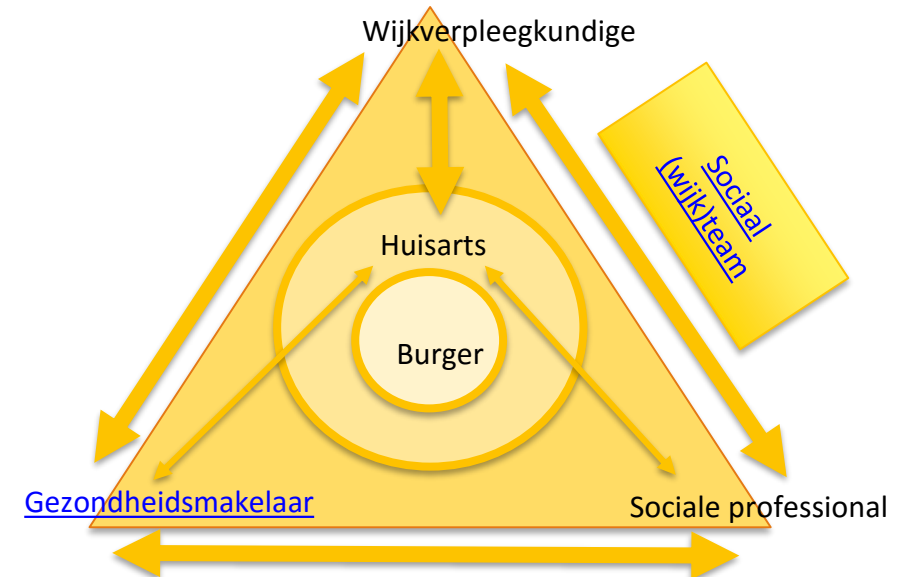 Wijkverpleegkundige
Sociaal
(wijk)team
Huisarts
Burger
Gezondheidsmakelaar
Sociale professional